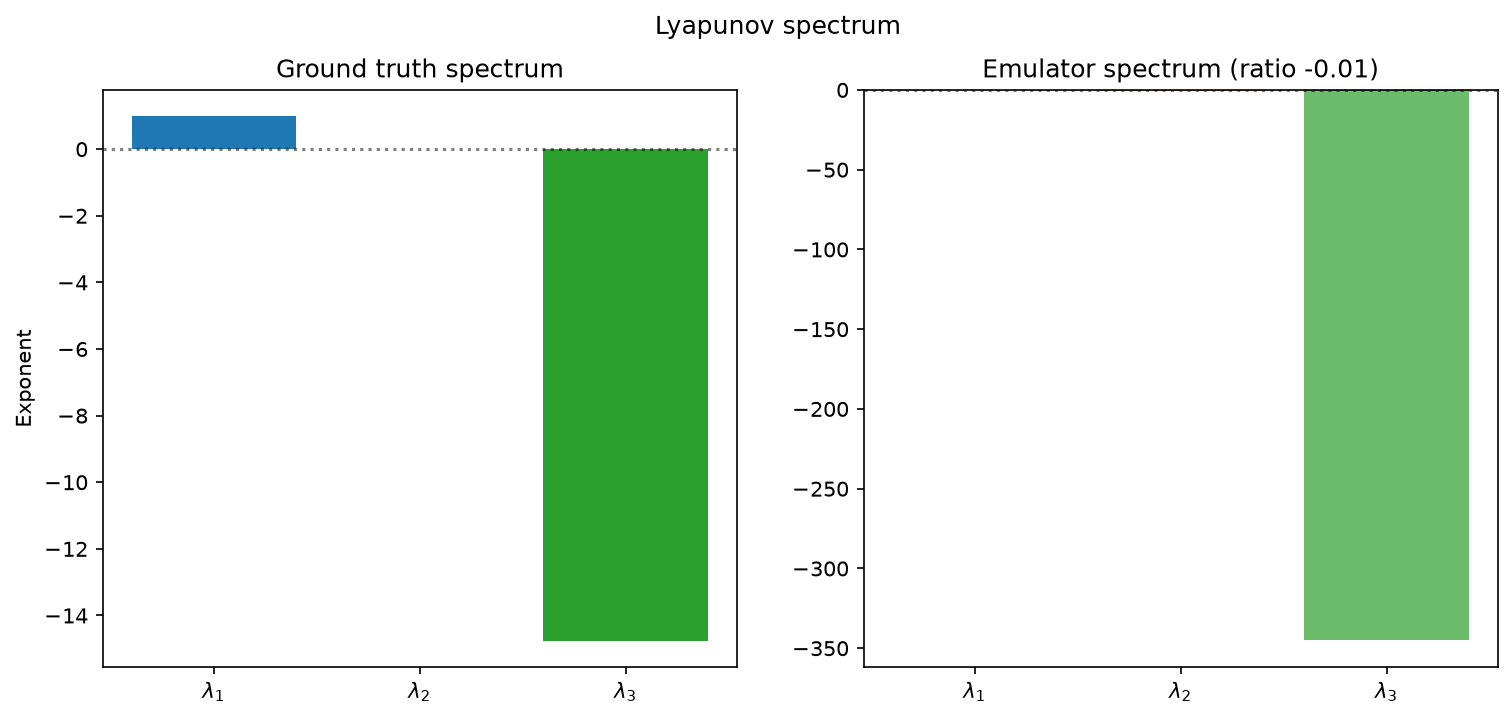 Lyapunov spectrum
Ground truth spectrum
Exponent
0
−2
−4
−6
−8
−10
−12
−14
λ₁
λ₂
λ₃
Emulator spectrum (ratio -0.01)
0
−50
−100
−150
−200
−250
−300
−350
λ₁
λ₂
λ₃